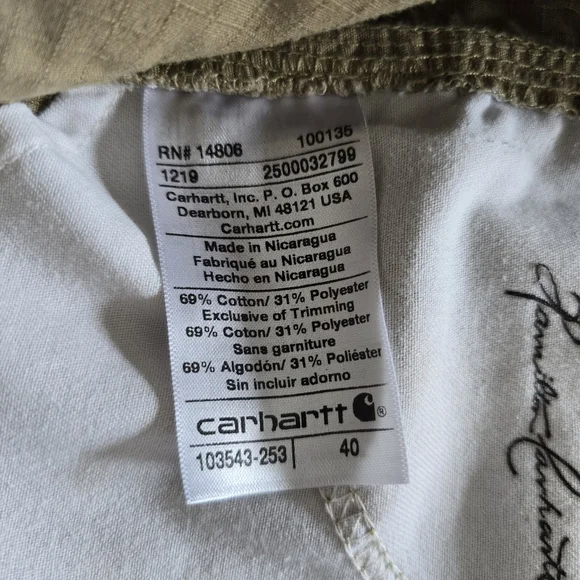 RN# 14806 100135
1219 2500032799
Carhartt, Inc. P. O. Box 600
Dearborn, MI 48121 USA
Carhartt.com
Made in Nicaragua
Fabriqué au Nicaragua
Hecho en Nicaragua
69% Cotton/ 31% Polyester
Exclusive of Trimming
69% Coton/ 31% Polyester
Sans garniture
69% Algodón/ 31% Poliéster
Sin incluir adorno
carhartt ®
103543-253 40
Hamilton Carhartt